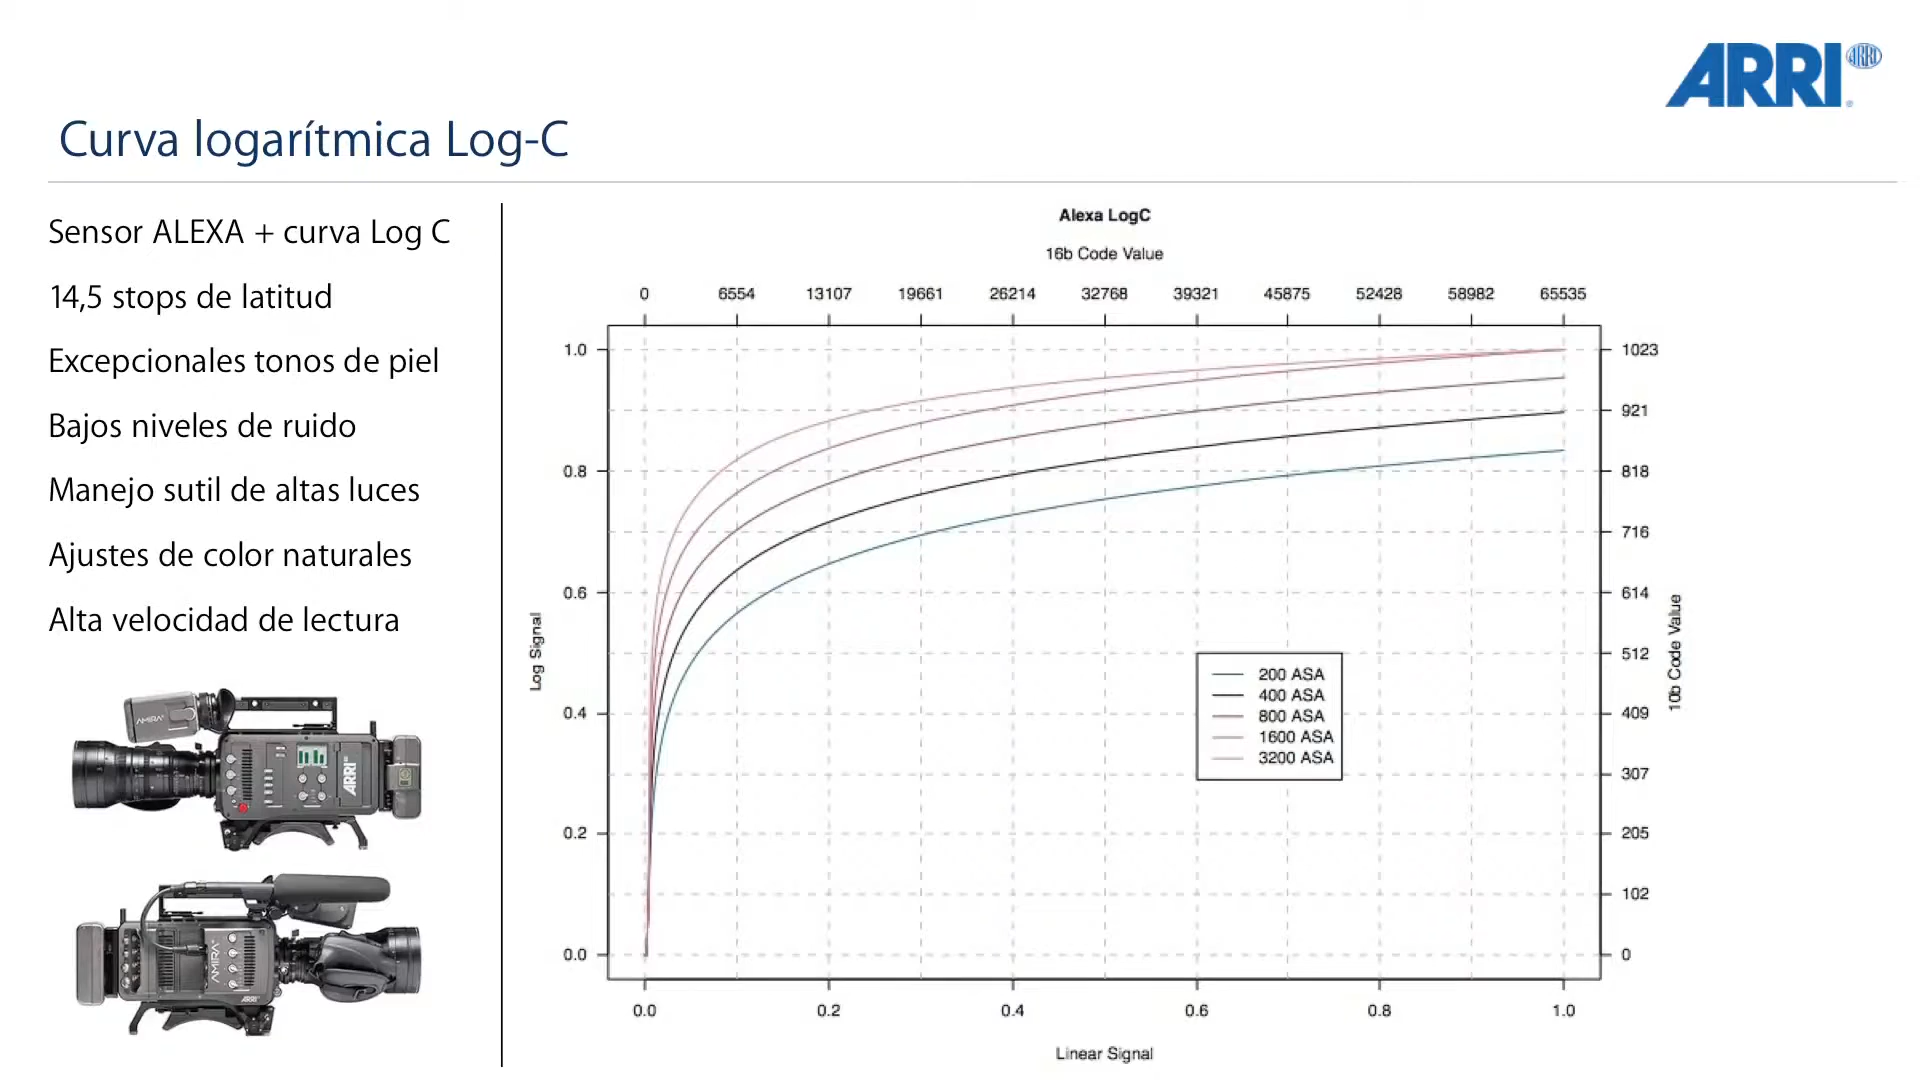 ARRI
ARRI
Curva logarítmica Log-C
Sensor ALEXA + curva Log C
14,5 stops de latitud
Excepcionales tonos de piel
Bajos niveles de ruido
Manejo sutil de altas luces
Ajustes de color naturales
Alta velocidad de lectura
AMIRA
ARRI
AMIRA
ARRI
Alexa LogC
16b Code Value
0 6554 13107 19661 26214 32768 39321 45875 52428 58982 65535
1.0
0.8
0.6
0.4
0.2
0.0
Log Signal
1023
921
818
716
614
512
409
307
205
102
0
10b Code Value
200 ASA
400 ASA
800 ASA
1600 ASA
3200 ASA
0.0 0.2 0.4 0.6 0.8 1.0
Linear Signal